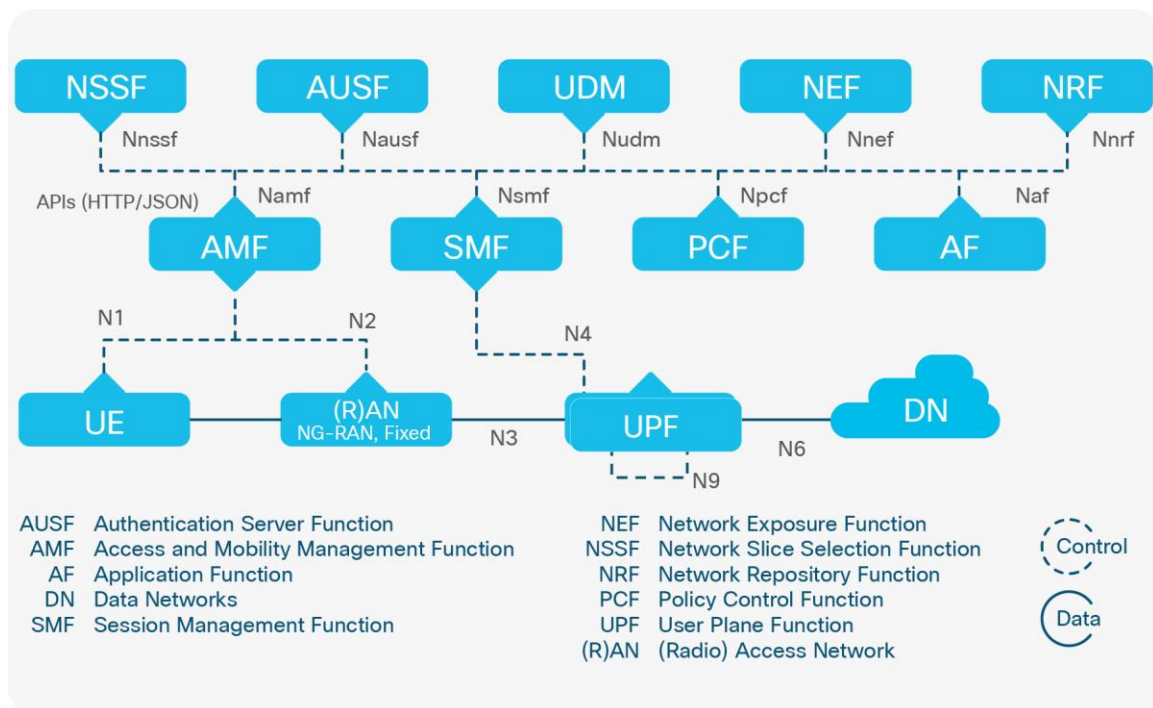 NSSF AUSF UDM NEF NRF
Nnssf Nausf Nudm Nnef Nnrf
APIs (HTTP/JSON) Namf Nsmf Npcf Naf
AMF SMF PCF AF
N1 N2 N4
UE (R)AN UPF DN
NG-RAN, Fixed
N3 N6
N9
AUSF Authentication Server Function
AMF Access and Mobility Management Function
AF Application Function
DN Data Networks
SMF Session Management Function
NEF Network Exposure Function
NSSF Network Slice Selection Function
NRF Network Repository Function
PCF Policy Control Function
UPF User Plane Function
(R)AN (Radio) Access Network
Control
Data